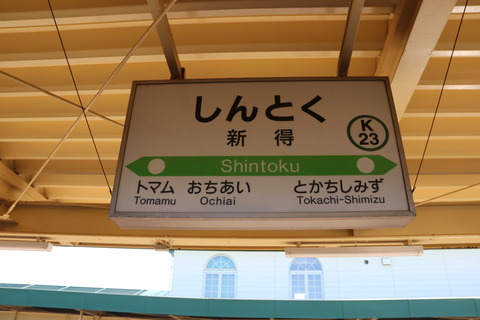 しんとく
新得
K
23
Shintoku
トマム おちあい とかちしみず
Tomamu Ochiai Tokachi-Shimizu